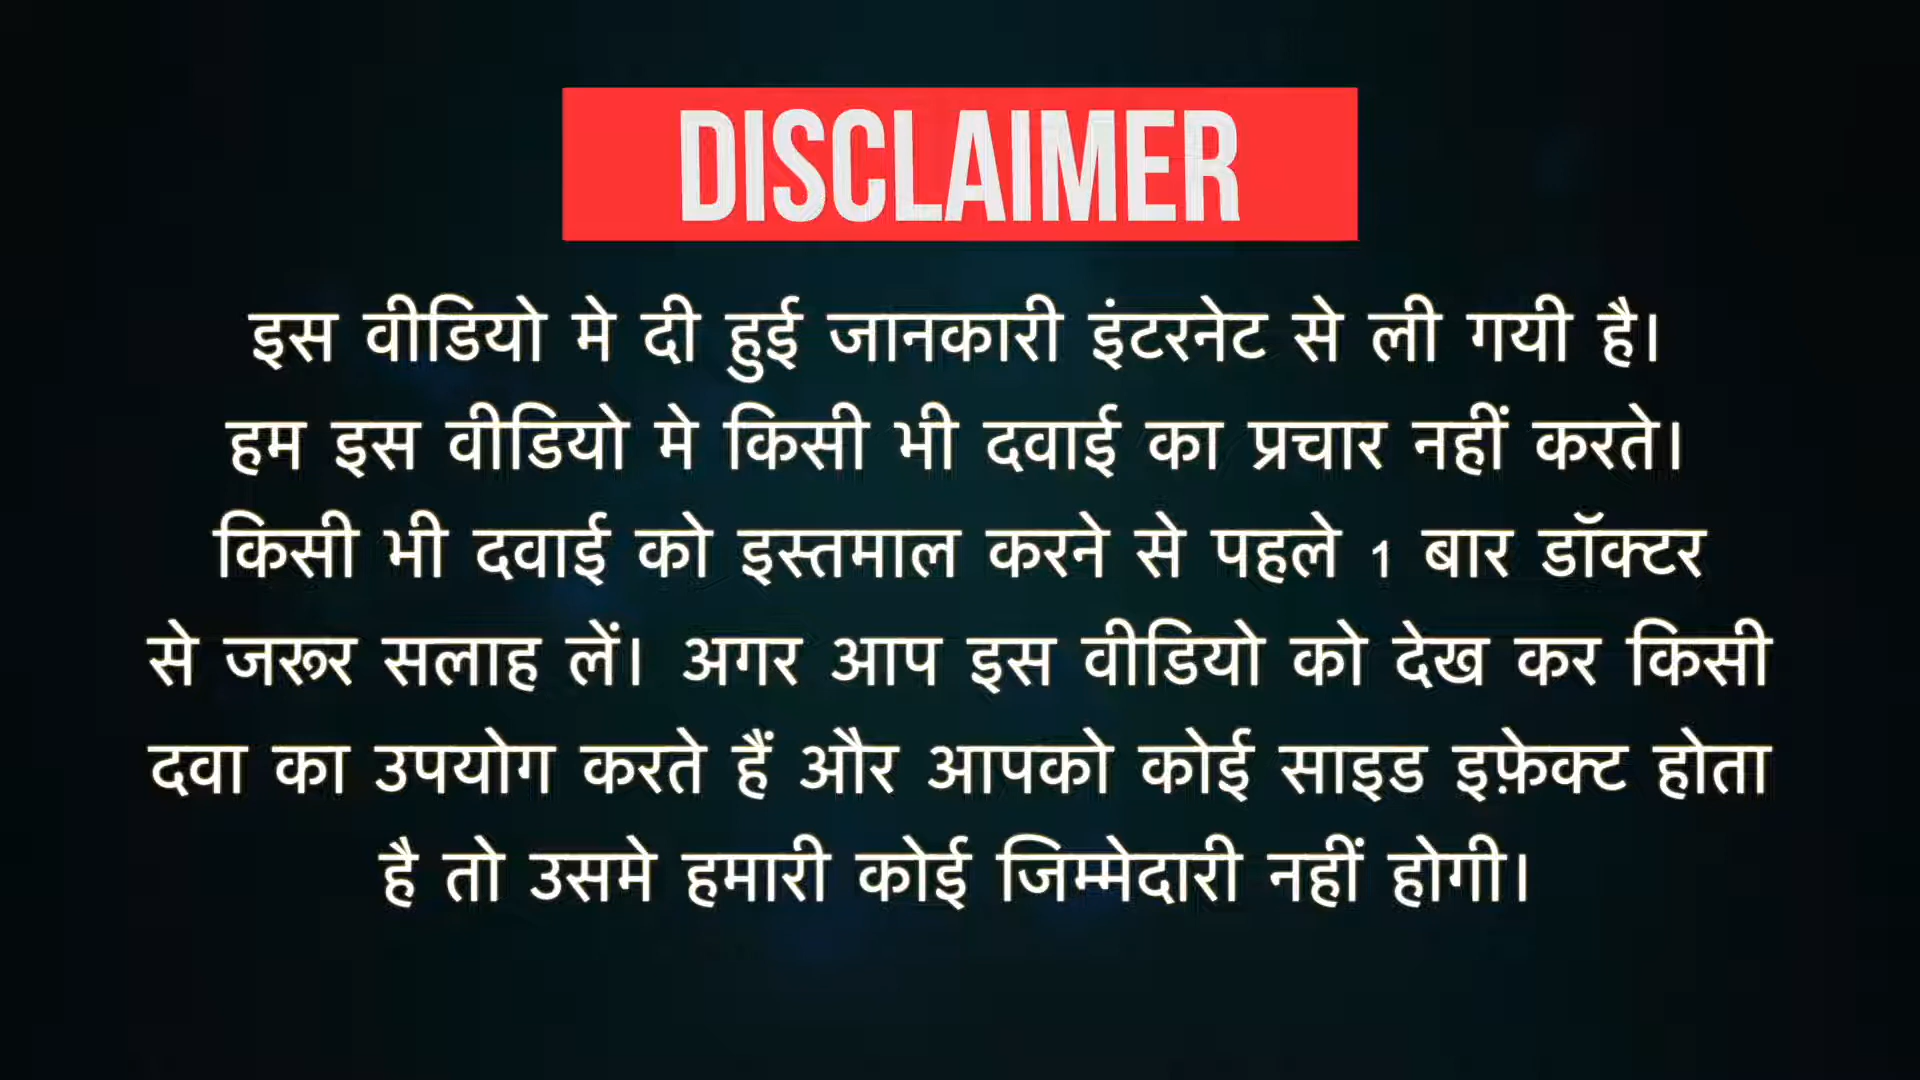 DISCLAIMER
इस वीडियो मे दी हुई जानकारी इंटरनेट से ली गयी है।
हम इस वीडियो मे किसी भी दवाई का प्रचार नहीं करते।
किसी भी दवाई को इस्तमाल करने से पहले 1 बार डॉक्टर
से जरूर सलाह लें। अगर आप इस वीडियो को देख कर किसी
दवा का उपयोग करते हैं और आपको कोई साइड इफ़ेक्ट होता
है तो उसमे हमारी कोई जिम्मेदारी नहीं होगी।